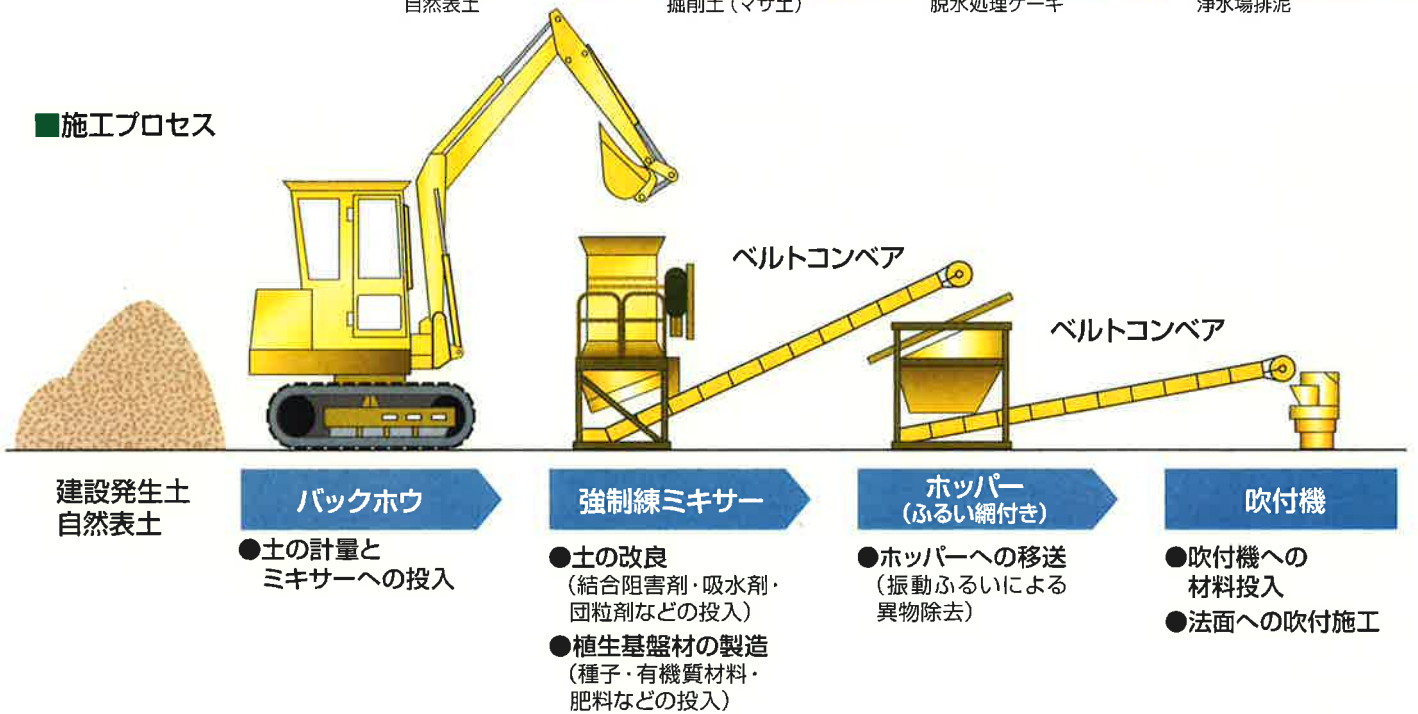 自然表土
掘削土(マサ土)
脱水処理ケーキ
浄水場排泥
■施工プロセス
ベルトコンベア
ベルトコンベア
建設発生土
自然表土
バックホウ
●土の計量と
ミキサーへの投入
強制練ミキサー
●土の改良
(結合阻害剤・吸水剤・
団粒剤などの投入)
●植生基盤材の製造
(種子・有機質材料・
肥料などの投入)
ホッパー
(ふるい網付き)
●ホッパーへの移送
(振動ふるいによる
異物除去)
吹付機
●吹付機への
材料投入
●法面への吹付施工